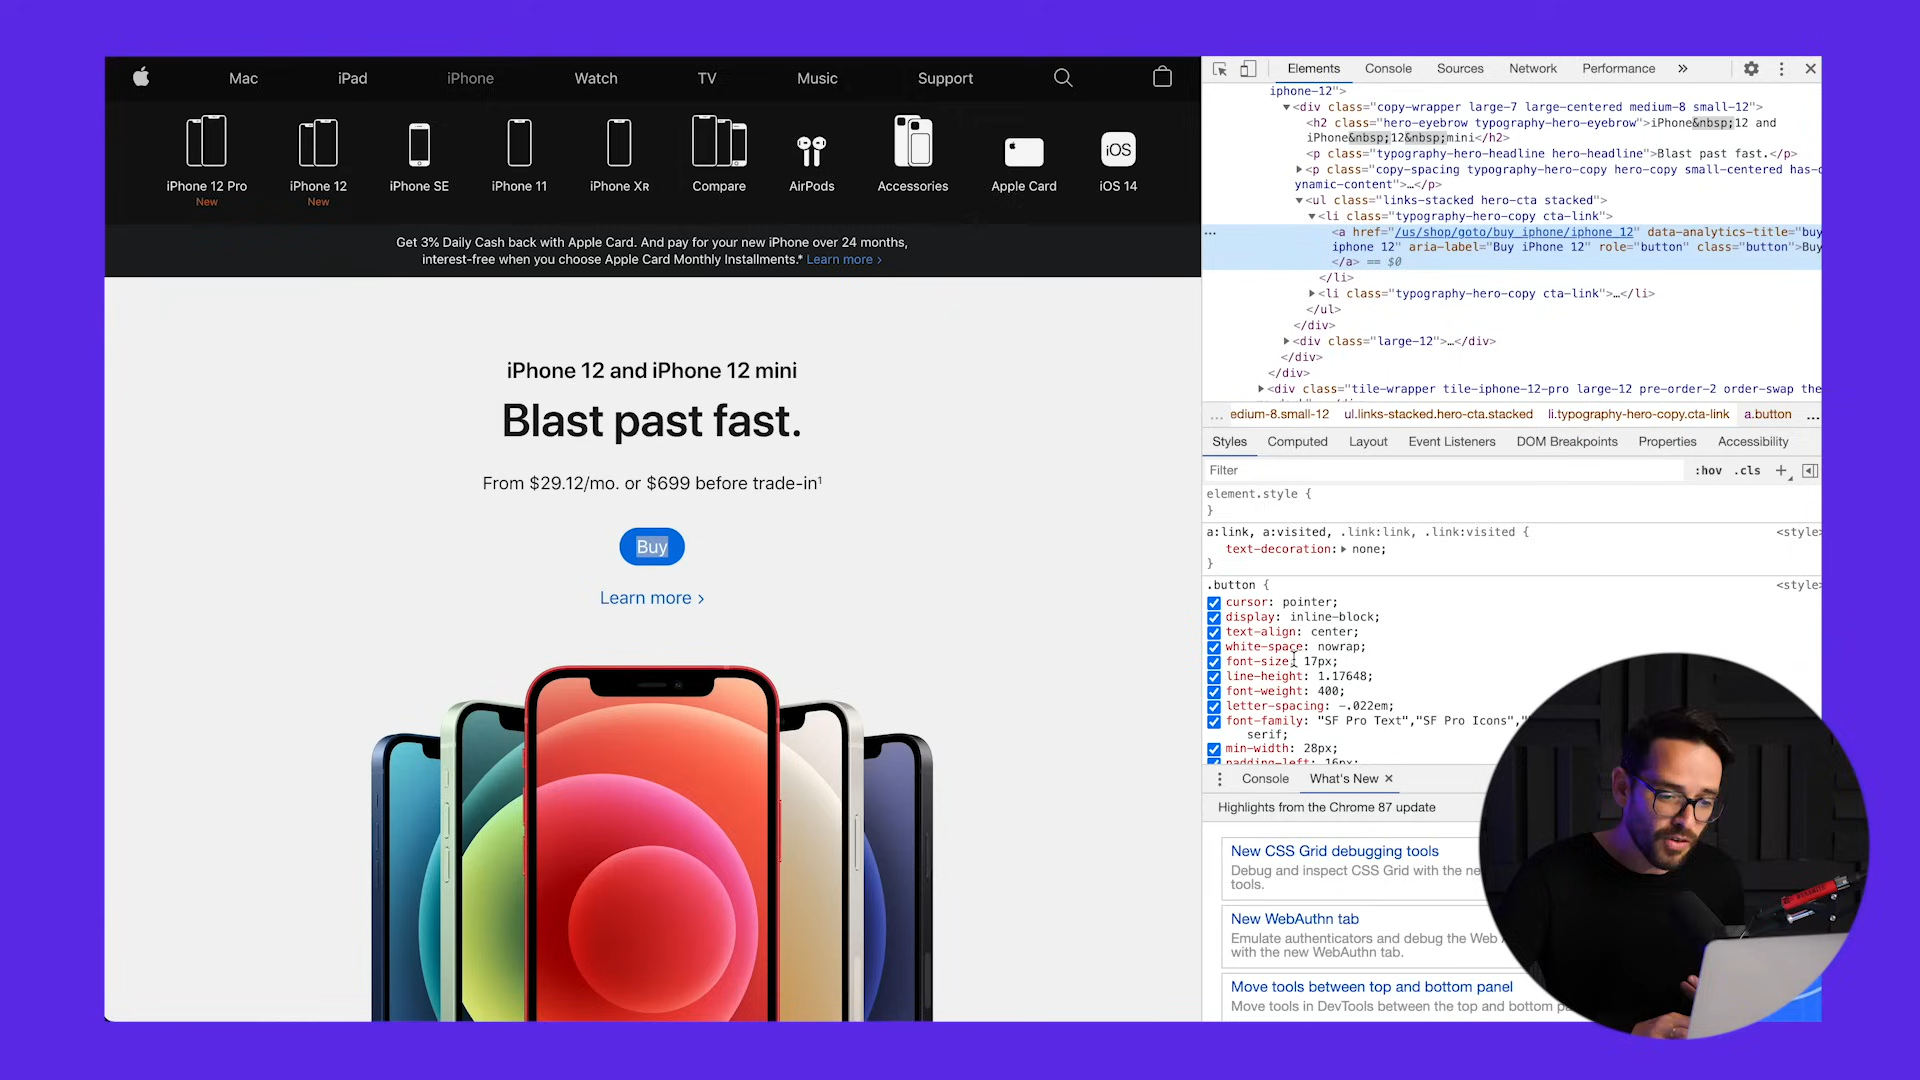 Mac
iPad
iPhone
Watch
TV
Music
Support
iPhone 12 Pro
New
iPhone 12
New
iPhone SE
iPhone 11
iPhone XR
Compare
AirPods
Accessories
Apple Card
iOS
iOS 14
Get 3% Daily Cash back with Apple Card. And pay for your new iPhone over 24 months,
interest-free when you choose Apple Card Monthly Installments.* Learn more >
iPhone 12 and iPhone 12 mini
Blast past fast.
From $29.12/mo. or $699 before trade-in¹
Buy
Learn more >
Elements
Console
Sources
Network
Performance
»
iphone-12">
<div class="copy-wrapper large-7 large-centered medium-8 small-12">
<h2 class="hero-eyebrow typography-hero-eyebrow">iPhone&nbsp;12 and
iPhone&nbsp;12&nbsp;mini</h2>
<p class="typography-hero-headline hero-headline">Blast past fast.</p>
<p class="copy-spacing typography-hero-copy hero-copy small-centered has-d
ynamic-content">…</p>
<ul class="links-stacked hero-cta stacked">
<li class="typography-hero-copy cta-link">
<a href="/us/shop/goto/buy_iphone/iphone_12" data-analytics-title="buy
iphone 12" aria-label="Buy iPhone 12" role="button" class="button">Buy
</a> == $0
</li>
<li class="typography-hero-copy cta-link">…</li>
</ul>
</div>
<div class="large-12">…</div>
</div>
</div>
<div class="tile-wrapper tile-iphone-12-pro large-12 pre-order-2 order-swap the
... edium-8.small-12 ul.links-stacked.hero-cta.stacked li.typography-hero-copy.cta-link a.button ...
Styles
Computed
Layout
Event Listeners
DOM Breakpoints
Properties
Accessibility
Filter
:hov .cls +
element.style {
}
a:link, a:visited, .link:link, .link:visited { <style>
text-decoration: none;
}
.button { <style>
cursor: pointer;
display: inline-block;
text-align: center;
white-space: nowrap;
font-size: 17px;
line-height: 1.17648;
font-weight: 400;
letter-spacing: -.022em;
font-family: "SF Pro Text","SF Pro Icons","
serif;
min-width: 28px;
padding-left: 16px;
Console
What's New ×
Highlights from the Chrome 87 update
New CSS Grid debugging tools
Debug and inspect CSS Grid with the ne
tools.
New WebAuthn tab
Emulate authenticators and debug the Web
with the new WebAuthn tab.
Move tools between top and bottom panel
Move tools in DevTools between the top and bottom p